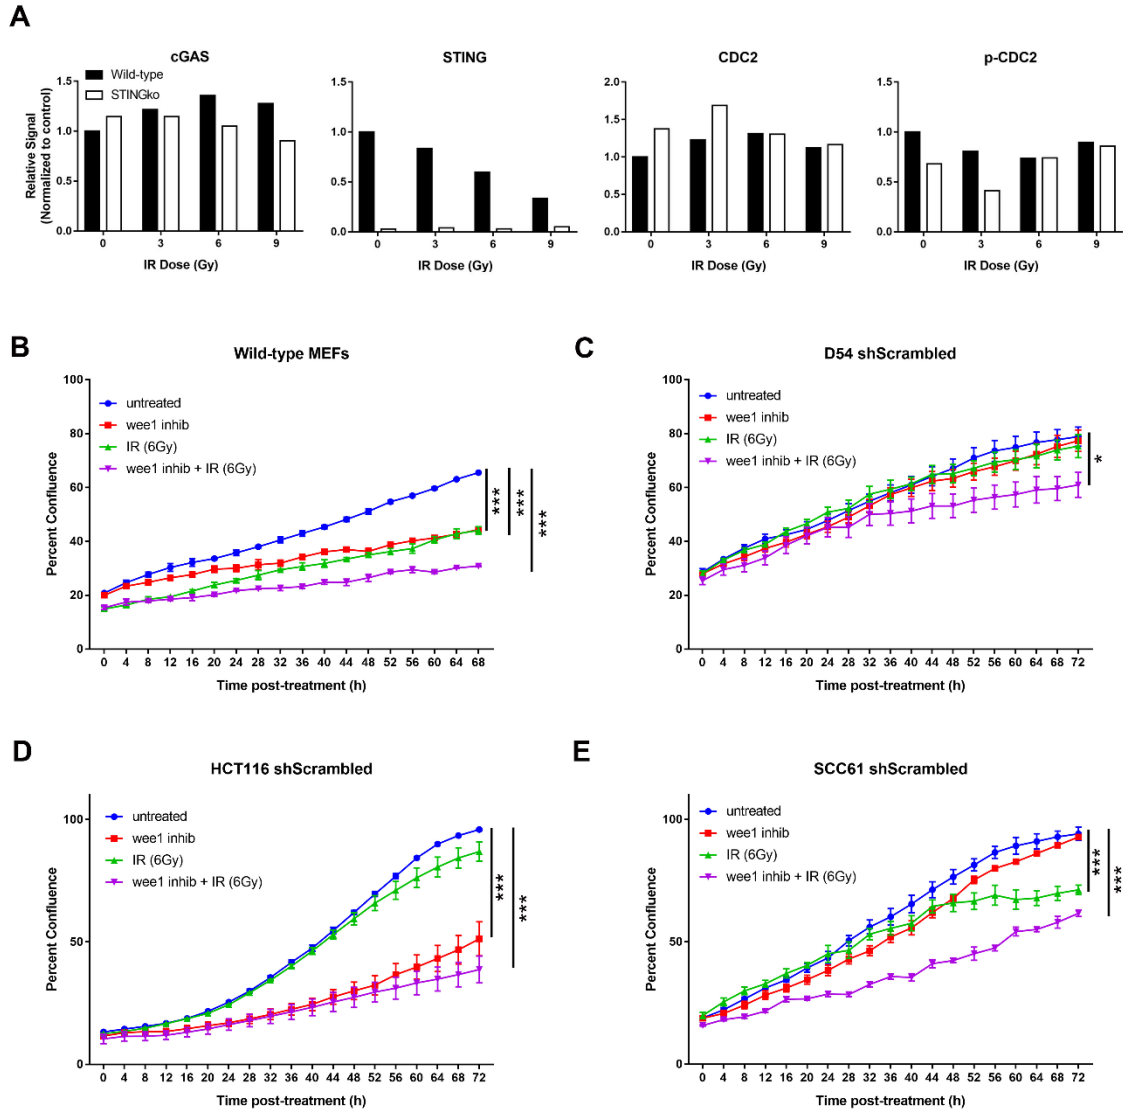 A
cGAS
STING
CDC2
p-CDC2
Wild-type
STINGko
Relative Signal
(Normalized to control)
1.5
1.0
0.5
0.0
0 3 6 9
IR Dose (Gy)
1.5
1.0
0.5
0.0
0 3 6 9
IR Dose (Gy)
2.0
1.5
1.0
0.5
0.0
0 3 6 9
IR Dose (Gy)
1.5
1.0
0.5
0.0
0 3 6 9
IR Dose (Gy)
B
Wild-type MEFs
untreated
wee1 inhib
IR (6Gy)
wee1 inhib + IR (6Gy)
Percent Confluence
100
80
60
40
20
0
***
***
***
0 4 8 12 16 20 24 28 32 36 40 44 48 52 56 60 64 68
Time post-treatment (h)
C
D54 shScrambled
untreated
wee1 inhib
IR (6Gy)
wee1 inhib + IR (6Gy)
Percent Confluence
100
80
60
40
20
0
*
0 4 8 12 16 20 24 28 32 36 40 44 48 52 56 60 64 68 72
Time post-treatment (h)
D
HCT116 shScrambled
untreated
wee1 inhib
IR (6Gy)
wee1 inhib + IR (6Gy)
Percent Confluence
100
50
0
***
***
0 4 8 12 16 20 24 28 32 36 40 44 48 52 56 60 64 68 72
Time post-treatment (h)
E
SCC61 shScrambled
untreated
wee1 inhib
IR (6Gy)
wee1 inhib + IR (6Gy)
Percent Confluence
100
50
0
***
***
0 4 8 12 16 20 24 28 32 36 40 44 48 52 56 60 64 68 72
Time post-treatment (h)